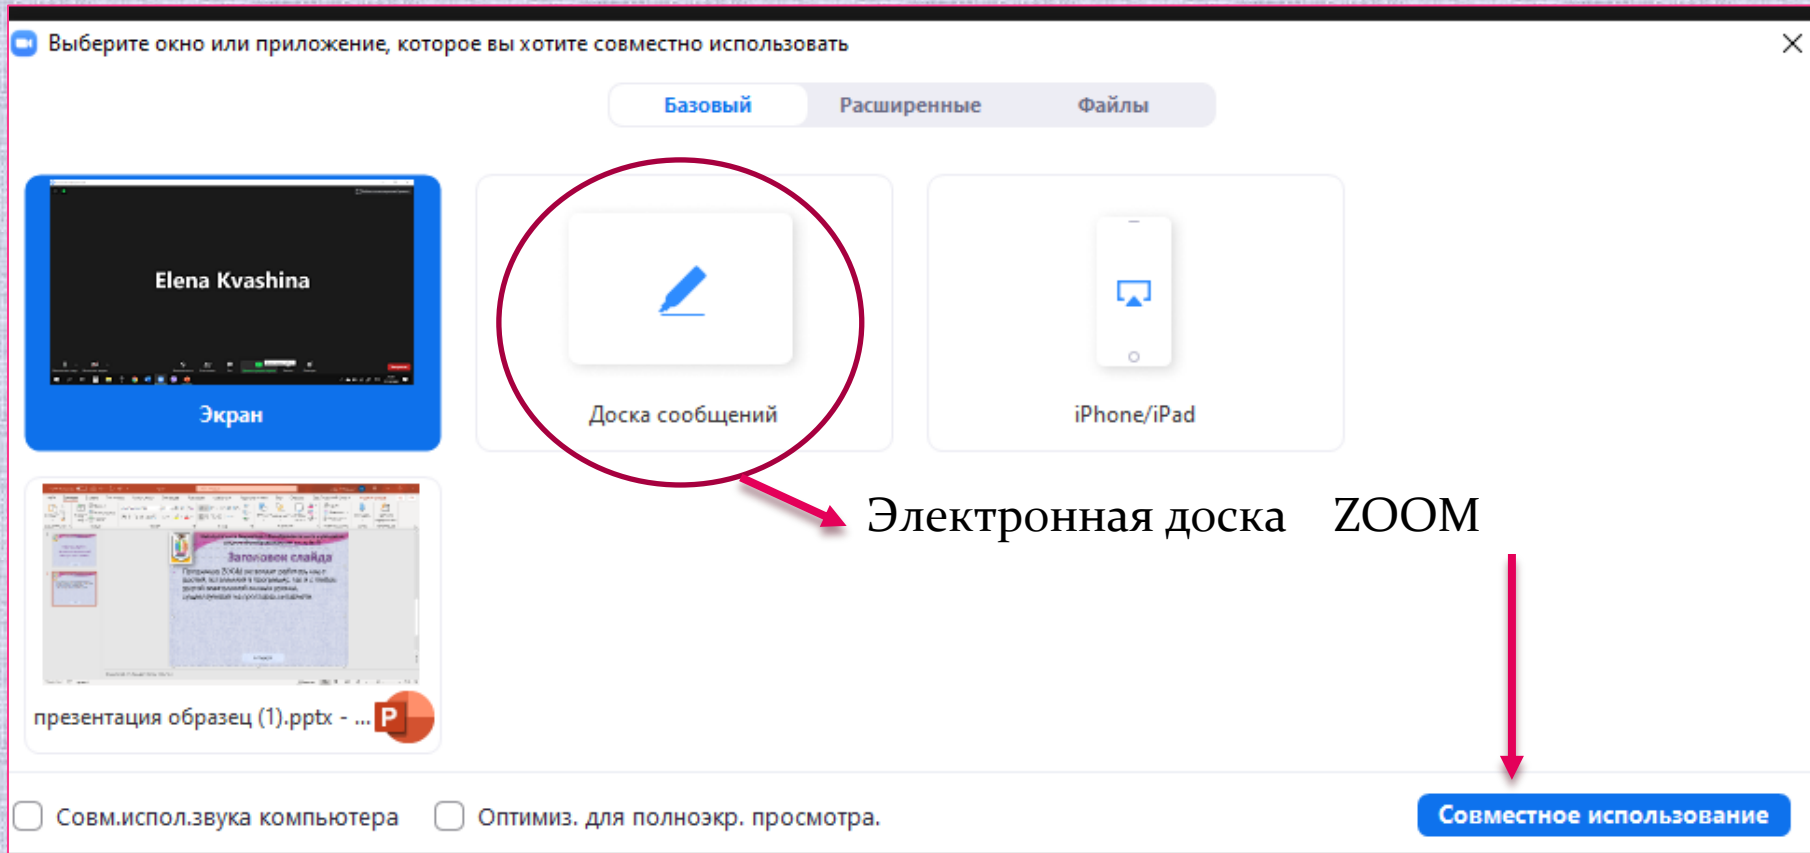 Выберите окно или приложение, которое вы хотите совместно использовать
Базовый Расширенные Файлы
Elena Kvashina
Экран
Доска сообщений
iPhone/iPad
Электронная доска ZOOM
Заголовок слайда
презентация образец (1).pptx - ...
Совм.испол.звука компьютера
Оптимиз. для полноэкр. просмотра.
Совместное использование